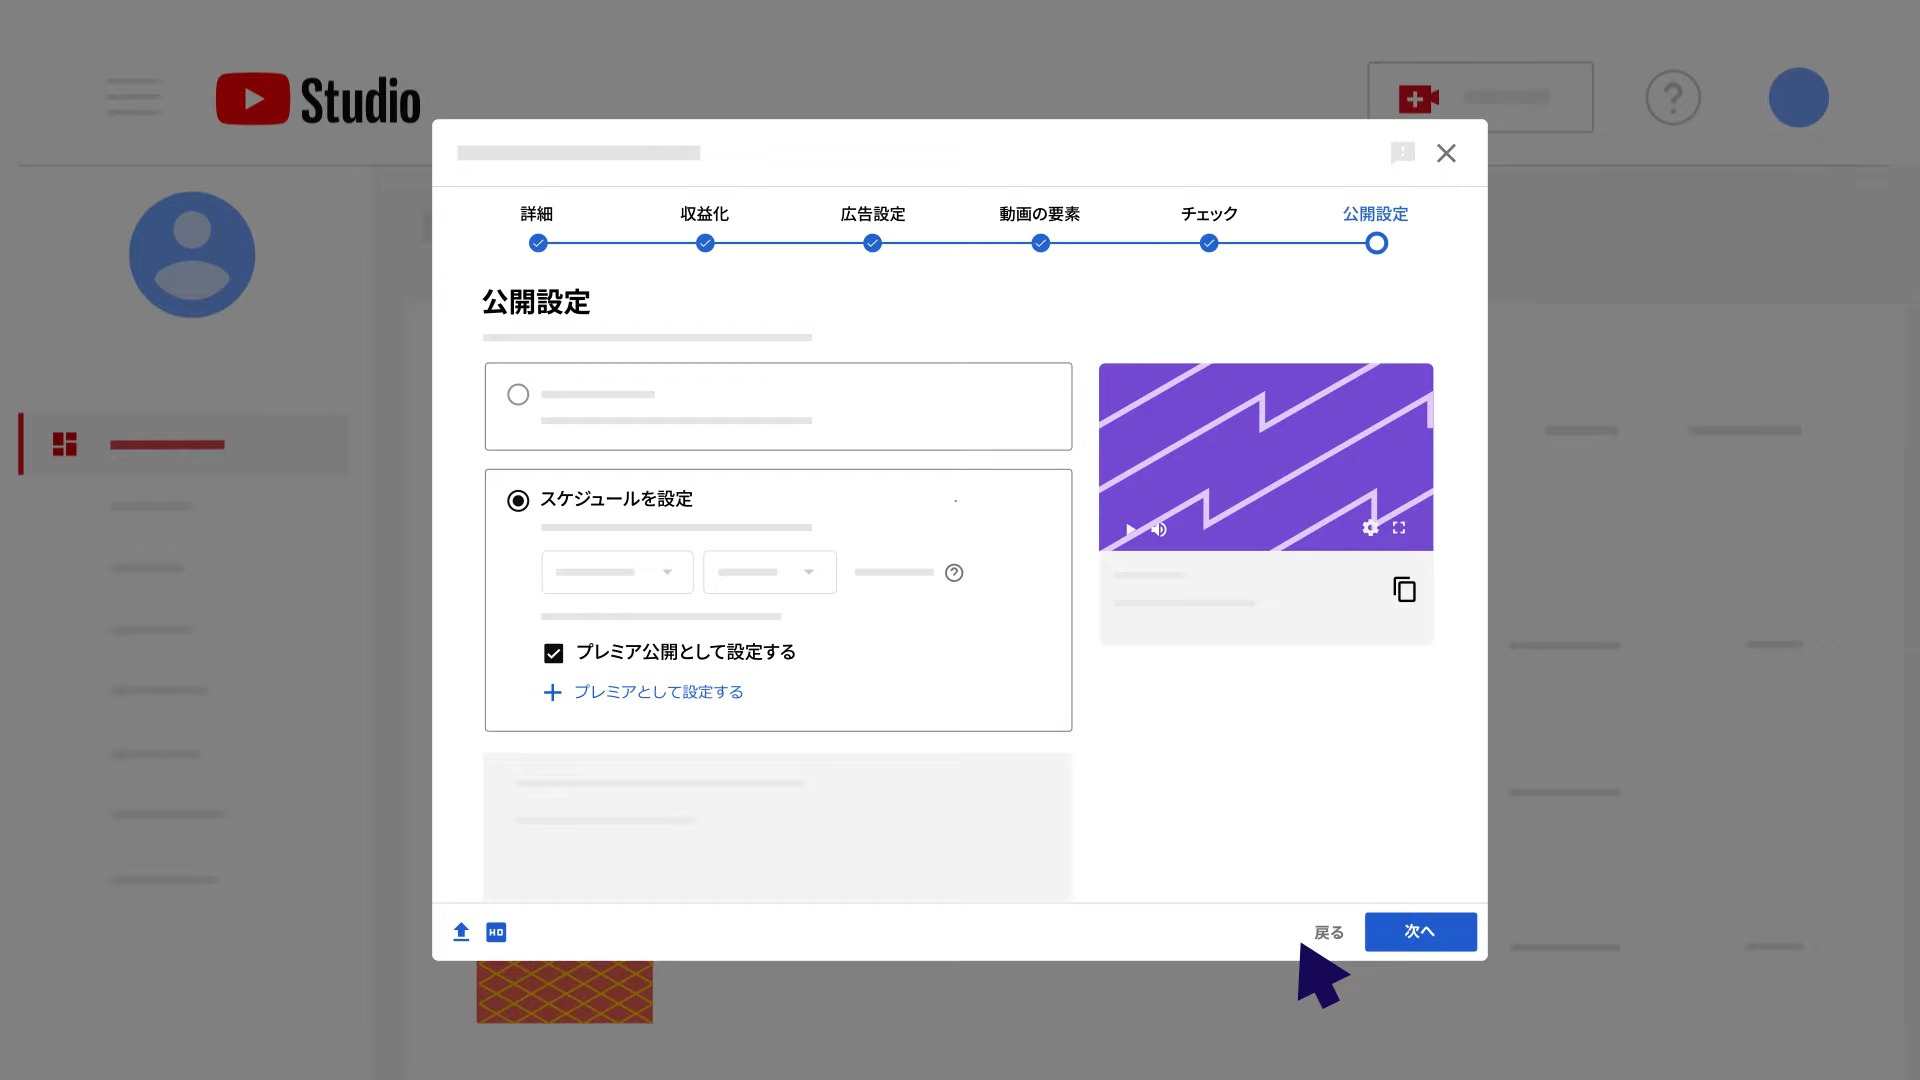 Studio
詳細
収益化
広告設定
動画の要素
チェック
公開設定
公開設定
スケジュールを設定
プレミア公開として設定する
プレミアとして設定する
HD
戻る
次へ